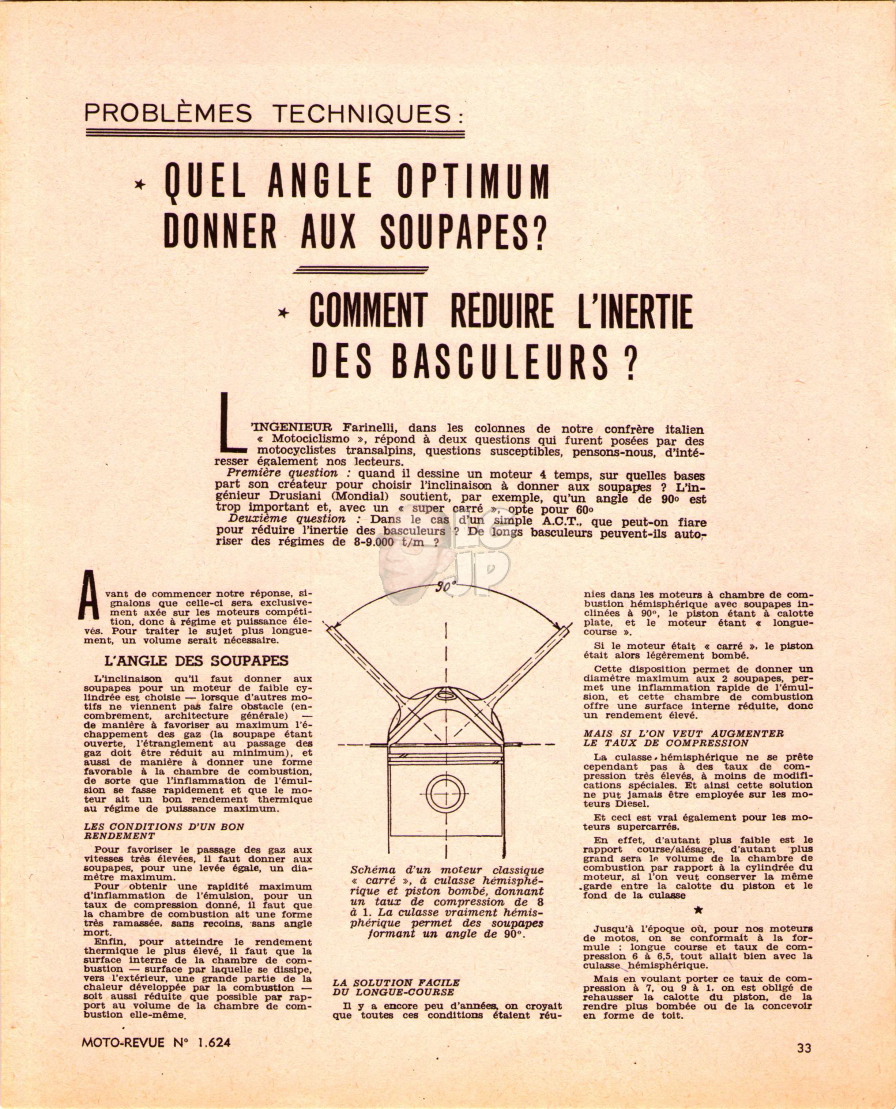 PROBLÈMES TECHNIQUES :
★ QUEL ANGLE OPTIMUM
DONNER AUX SOUPAPES?
★ COMMENT REDUIRE L'INERTIE
DES BASCULEURS ?
L'INGENIEUR Farinelli, dans les colonnes de notre confrère italien
« Motociclismo », répond à deux questions qui furent posées par des
motocyclistes transalpins, questions susceptibles, pensons-nous, d'inté-
resser également nos lecteurs.
Première question : quand il dessine un moteur 4 temps, sur quelles bases
part son créateur pour choisir l'inclinaison à donner aux soupapes ? L'in-
génieur Drusiani (Mondial) soutient, par exemple, qu'un angle de 90° est
trop important et, avec un « super carré », opte pour 60°
Deuxième question : Dans le cas d'un simple A.C.T., que peut-on fiare
pour réduire l'inertie des basculeurs ? De longs basculeurs peuvent-ils auto-
riser des régimes de 8-9.000 t/m ?
Avant de commencer notre réponse, si-
gnalons que celle-ci sera exclusive-
ment axée sur les moteurs compéti-
tion, donc à régime et puissance éle-
vés. Pour traiter le sujet plus longue-
ment, un volume serait nécessaire.
L'ANGLE DES SOUPAPES
L'inclinaison qu'il faut donner aux
soupapes pour un moteur de faible cy-
lindrée est choisie — lorsque d'autres mo-
tifs ne viennent pas faire obstacle (en-
combrement, architecture générale) —
de manière à favoriser au maximum l'é-
chappement des gaz (la soupape étant
ouverte, l'étranglement au passage des
gaz doit être réduit au minimum), et
aussi de manière à donner une forme
favorable à la chambre de combustion,
de sorte que l'inflammation de l'émul-
sion se fasse rapidement et que le mo-
teur ait un bon rendement thermique
au régime de puissance maximum.
LES CONDITIONS D'UN BON
RENDEMENT
Pour favoriser le passage des gaz aux
vitesses très élevées, il faut donner aux
soupapes, pour une levée égale, un dia-
mètre maximum.
Pour obtenir une rapidité maximum
d'inflammation de l'émulsion, pour un
taux de compression donné, il faut que
la chambre de combustion ait une forme
très ramassée, sans recoins, sans angle
mort.
Enfin, pour atteindre le rendement
thermique le plus élevé, il faut que la
surface interne de la chambre de com-
bustion — surface par laquelle se dissipe,
vers l'extérieur, une grande partie de la
chaleur développée par la combustion —
soit aussi réduite que possible par rap-
port au volume de la chambre de com-
bustion elle-même.
90°
Schéma d'un moteur classique
« carré », à culasse hémisphé-
rique et piston bombé, donnant
un taux de compression de 8
à 1. La culasse vraiment hémis-
phérique permet des soupapes
formant un angle de 90°.
LA SOLUTION FACILE
DU LONGUE-COURSE
Il y a encore peu d'années, on croyait
que toutes ces conditions étaient réu-
nies dans les moteurs à chambre de com-
bustion hémisphérique avec soupapes in-
clinées à 90°, le piston étant à calotte
plate, et le moteur étant « longue-
course ».
Si le moteur était « carré », le piston
était alors légèrement bombé.
Cette disposition permet de donner un
diamètre maximum aux 2 soupapes, per-
met une inflammation rapide de l'émul-
sion, et cette chambre de combustion
offre une surface interne réduite, donc
un rendement élevé.
MAIS SI L'ON VEUT AUGMENTER
LE TAUX DE COMPRESSION
La culasse hémisphérique ne se prête
cependant pas à des taux de com-
pression très élevés, à moins de modifi-
cations spéciales. Et ainsi cette solution
ne put jamais être employée sur les mo-
teurs Diesel.
Et ceci est vrai également pour les mo-
teurs supercarrés.
En effet, d'autant plus faible est le
rapport course/alésage, d'autant plus
grand sera le volume de la chambre de
combustion par rapport à la cylindrée du
moteur, si l'on veut conserver la même
garde entre la calotte du piston et le
fond de la culasse
★
Jusqu'à l'époque où, pour nos moteurs
de motos, on se conformait à la for-
mule : longue course et taux de com-
pression 6 à 6,5, tout allait bien avec la
culasse hémisphérique.
Mais en voulant porter ce taux de com-
pression à 7, ou 9 à 1, on est obligé de
rehausser la calotte du piston, de la
rendre plus bombée ou de la concevoir
en forme de toit.
MOTO-REVUE N° 1.624
33